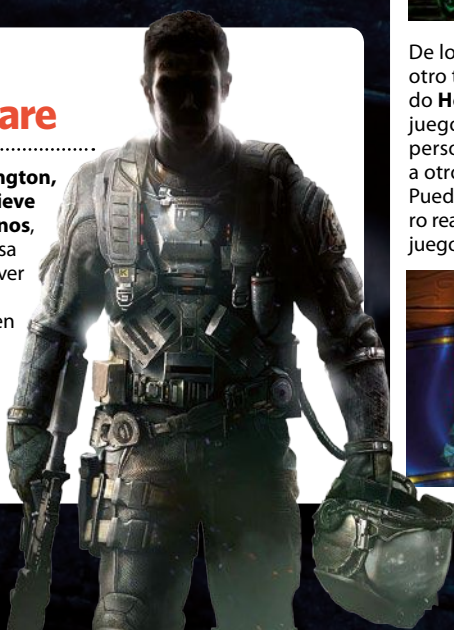 are
ngton,
ieve
nos,
sa
ver
en
De lo
otro t
do He
juego
perso
a otro
Pued
ro rea
juego